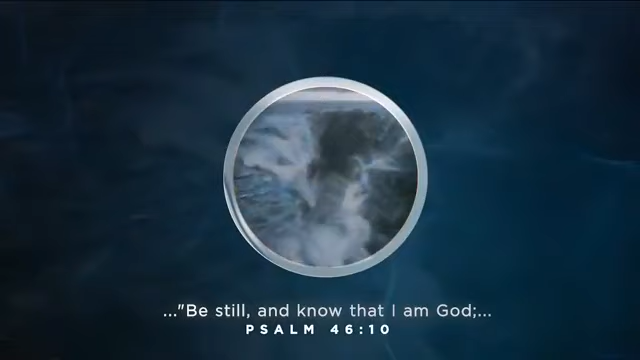 ..."Be still, and know that I am God;...
PSALM 46:10